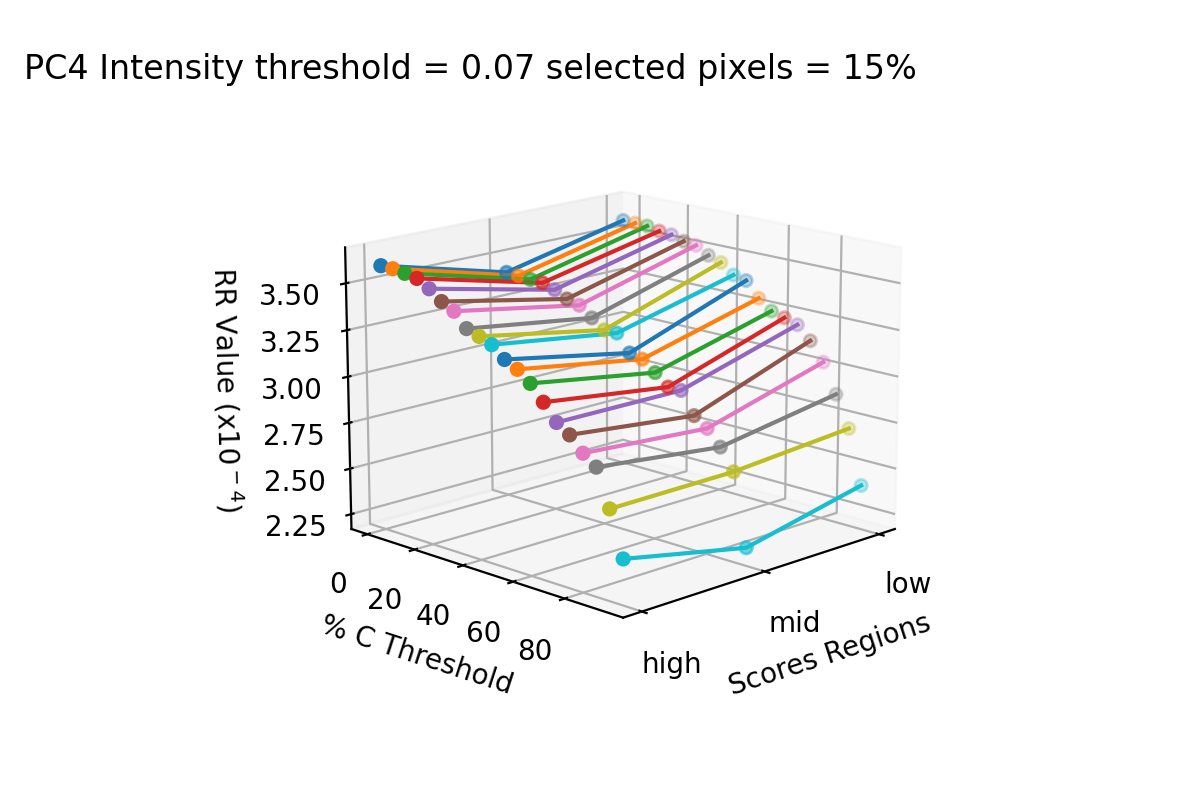 PC4 Intensity threshold = 0.07 selected pixels = 15%
RR Value (x10⁻⁴)
3.50
3.25
3.00
2.75
2.50
2.25
0
20
40
60
80
% C Threshold
high
mid
low
Scores Regions